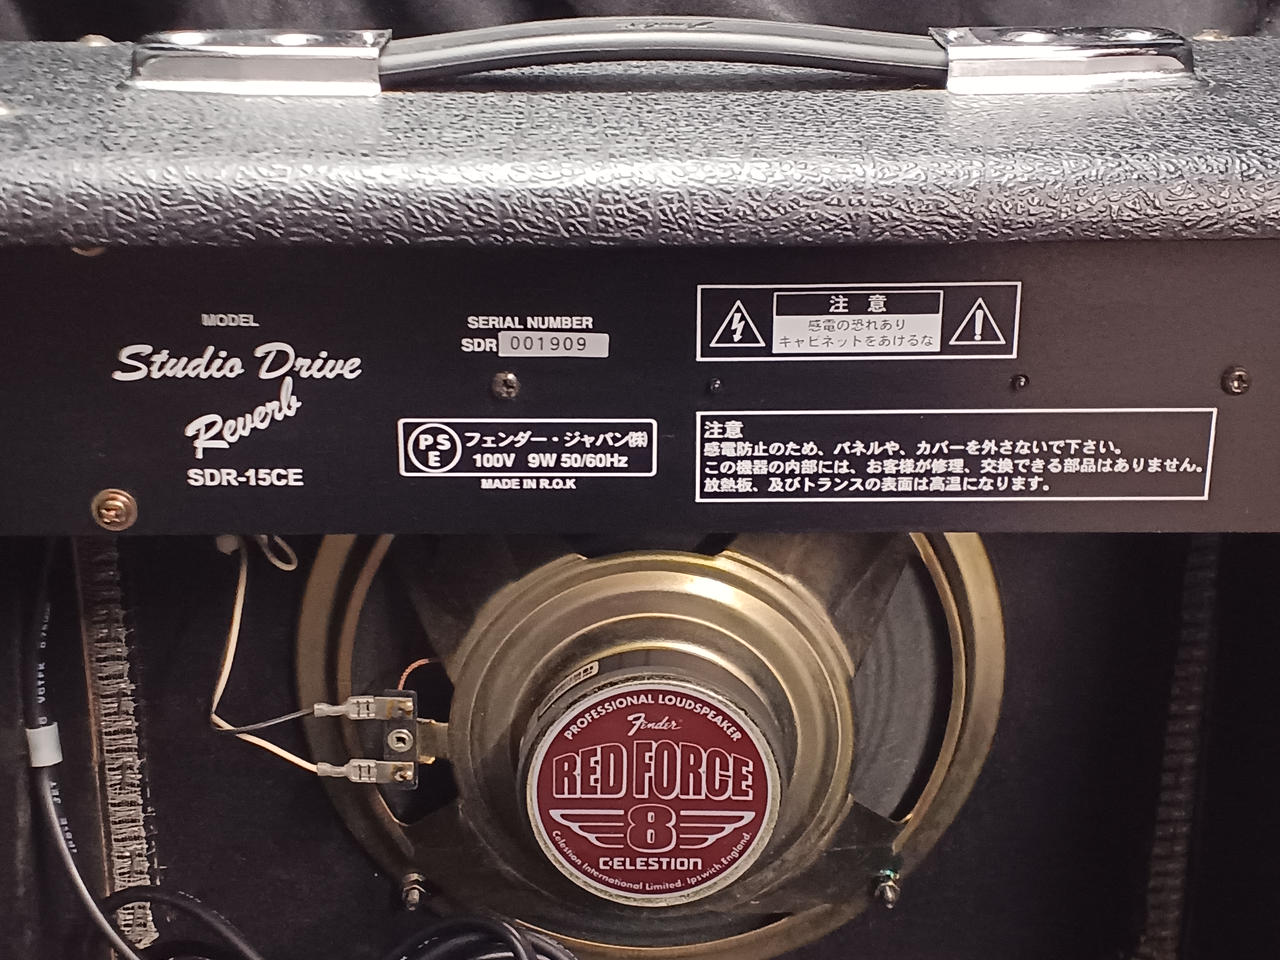 Fender
MODEL
Studio Drive
Reverb
SDR-15CE
SERIAL NUMBER
SDR 001909
PS
E
フェンダー・ジャパン㈱
100V 9W 50/60Hz
MADE IN R.O.K
注 意
感電の恐れあり
キャビネットをあけるな
注意
感電防止のため、パネルや、カバーを外さないで下さい。
この機器の内部には、お客様が修理、交換できる部品はありません。
放熱板、及びトランスの表面は高温になります。
PROFESSIONAL LOUDSPEAKER
Fender
RED FORCE
8
CELESTION
Celestion International Limited. Ipswich, England.